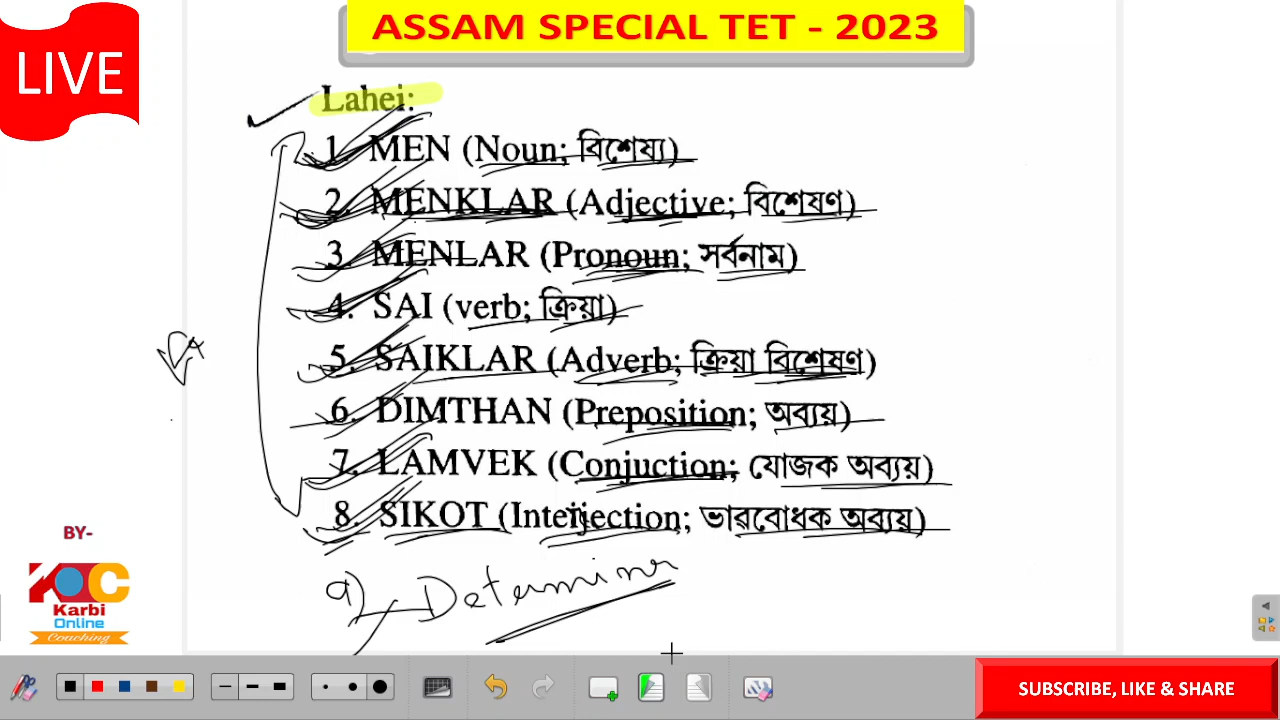 ASSAM SPECIAL TET - 2023
LIVE
Lahei:
1. MEN (Noun; বিশেষ্য)
2. MENKLAR (Adjective; বিশেষণ)
3. MENLAR (Pronoun; সর্বনাম)
4. SAI (verb; ক্ৰিয়া)
5. SAIKLAR (Adverb; ক্ৰিয়া বিশেষণ)
6. DIMTHAN (Preposition; অব্যয়)
7. LAMVEK (Conjuction; যোজক অব্যয়)
8. SIKOT (Interjection; ভাৱবোধক অব্যয়)
9) Determiner
BY-
KOC
Karbi
Online
Coaching
SUBSCRIBE, LIKE & SHARE